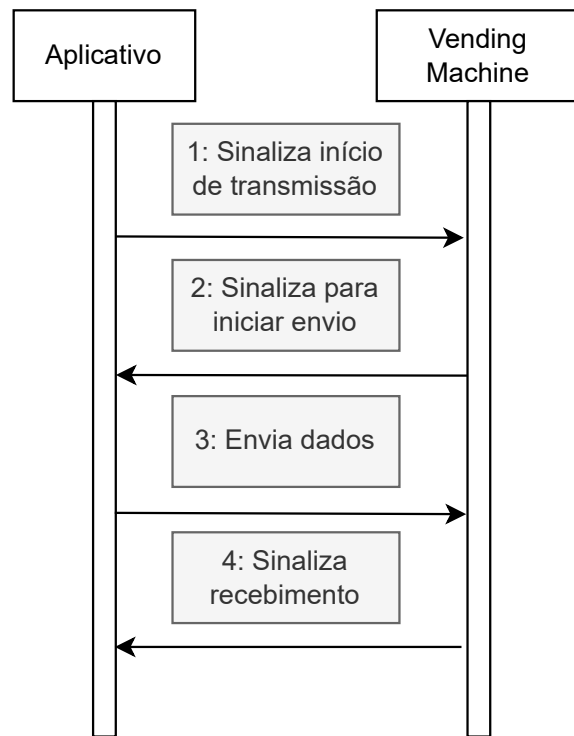 Aplicativo
Vending
Machine
1: Sinaliza início
de transmissão
2: Sinaliza para
iniciar envio
3: Envia dados
4: Sinaliza
recebimento